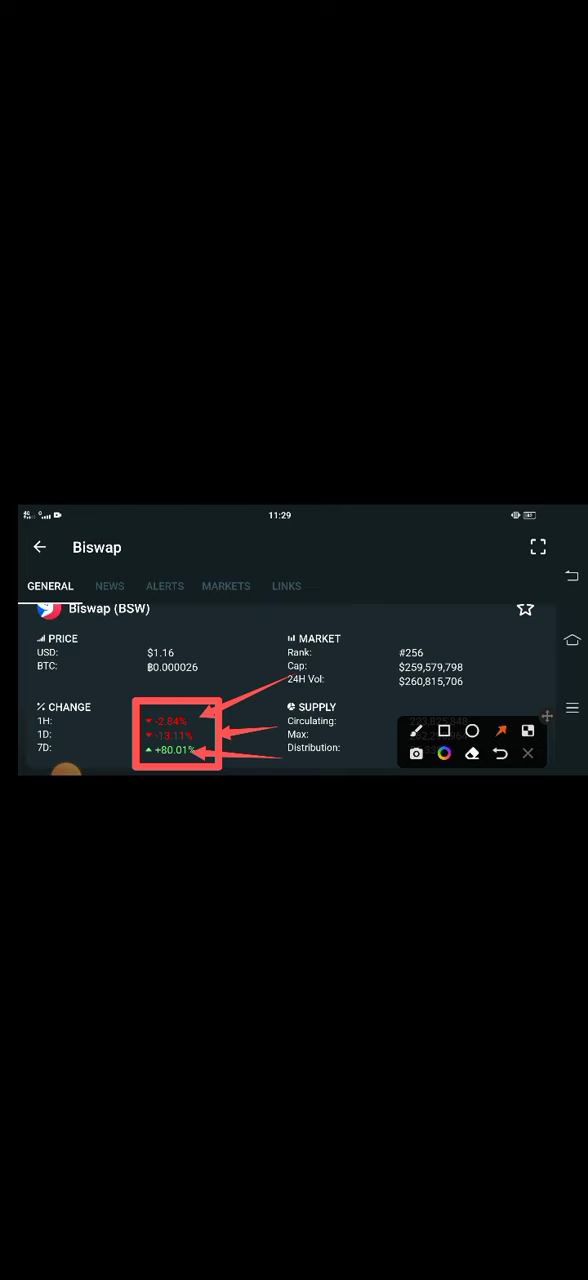 11:29
Biswap
GENERAL NEWS ALERTS MARKETS LINKS
Biswap (BSW)
PRICE
USD: $1.16
BTC: ₿0.000026
MARKET
Rank: #256
Cap: $259,579,798
24H Vol: $260,815,706
CHANGE
1H: -2.84%
1D: -13.11%
7D: +80.01%
SUPPLY
Circulating:
Max:
Distribution: